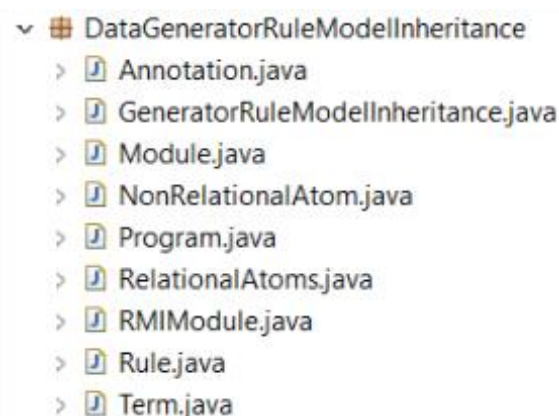 DataGeneratorRuleModelInheritance
Annotation.java
GeneratorRuleModelInheritance.java
Module.java
NonRelationalAtom.java
Program.java
RelationalAtoms.java
RMIModule.java
Rule.java
Term.java